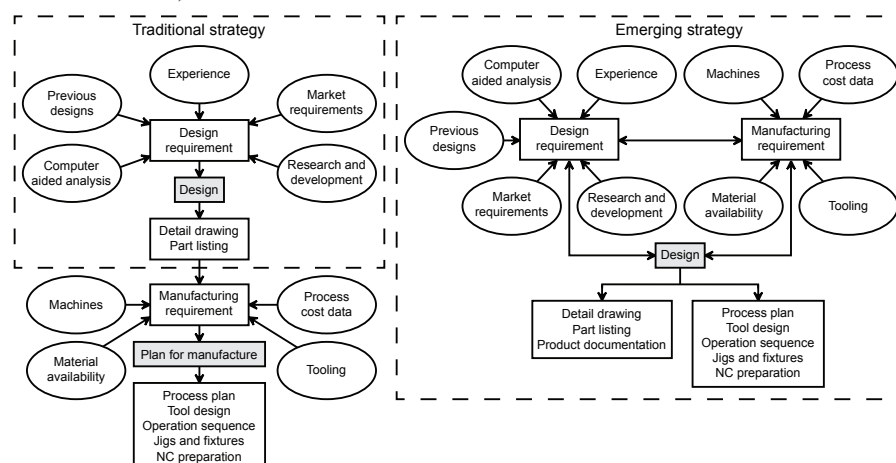 Traditional strategy
Experience
Previous
designs
Market
requirements
Design
requirement
Computer
aided analysis
Research and
development
Design
Detail drawing
Part listing
Machines
Manufacturing
requirement
Process
cost data
Material
availability
Plan for manufacture
Tooling
Process plan
Tool design
Operation sequence
Jigs and fixtures
NC preparation
Emerging strategy
Computer
aided analysis
Experience
Machines
Process
cost data
Previous
designs
Design
requirement
Manufacturing
requirement
Market
requirements
Research and
development
Material
availability
Tooling
Design
Detail drawing
Part listing
Product documentation
Process plan
Tool design
Operation sequence
Jigs and fixtures
NC preparation